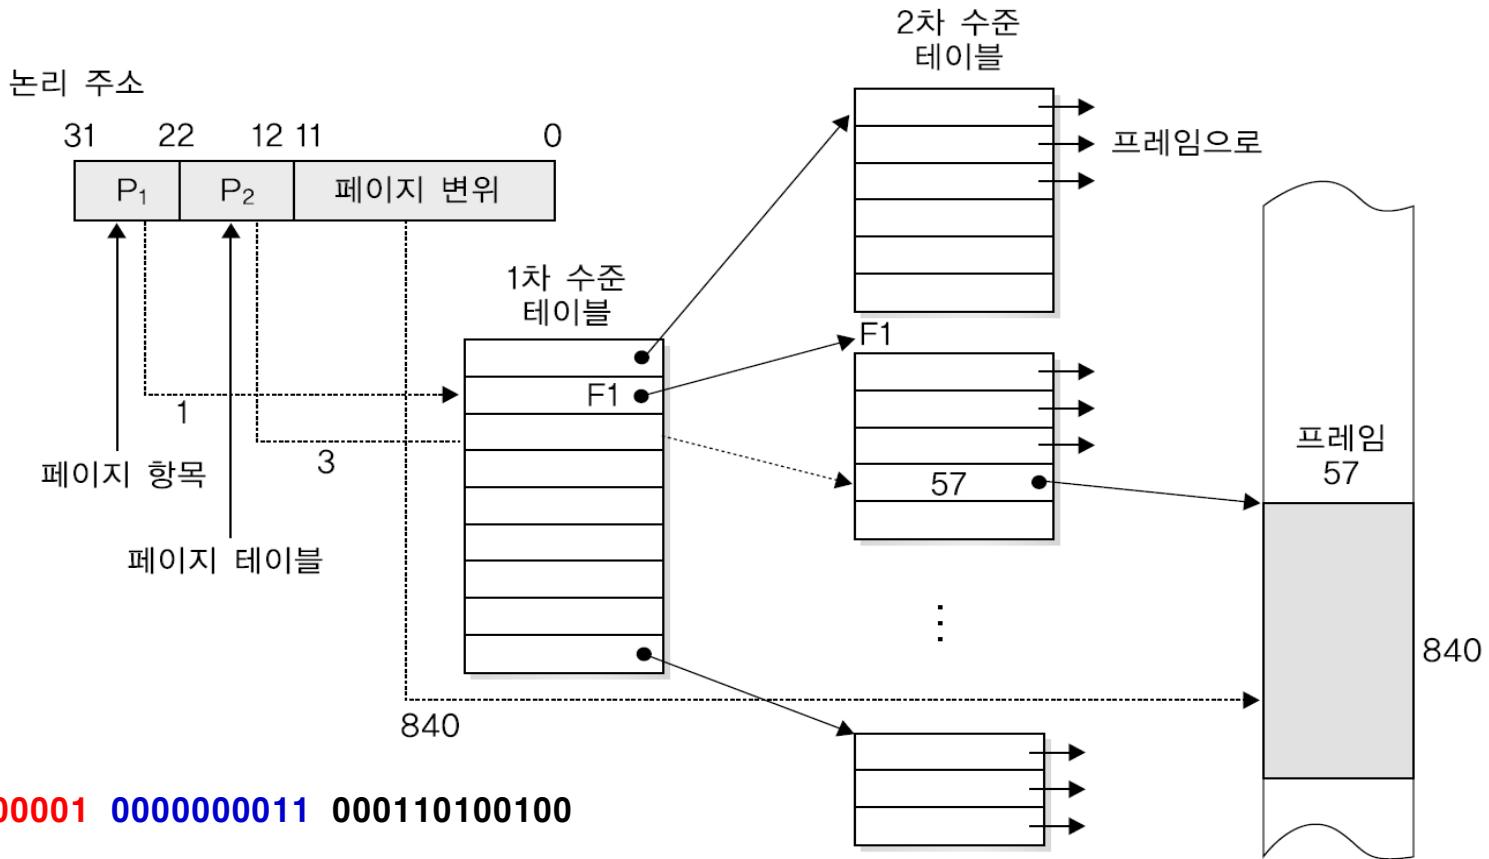 2차 수준
테이블
논리 주소
31 22 12 11 0
P₁ P₂ 페이지 변위
프레임으로
1차 수준
테이블
F1
F1
1
3
57
프레임
57
페이지 항목
페이지 테이블
840
840
00001 0000000011 000110100100